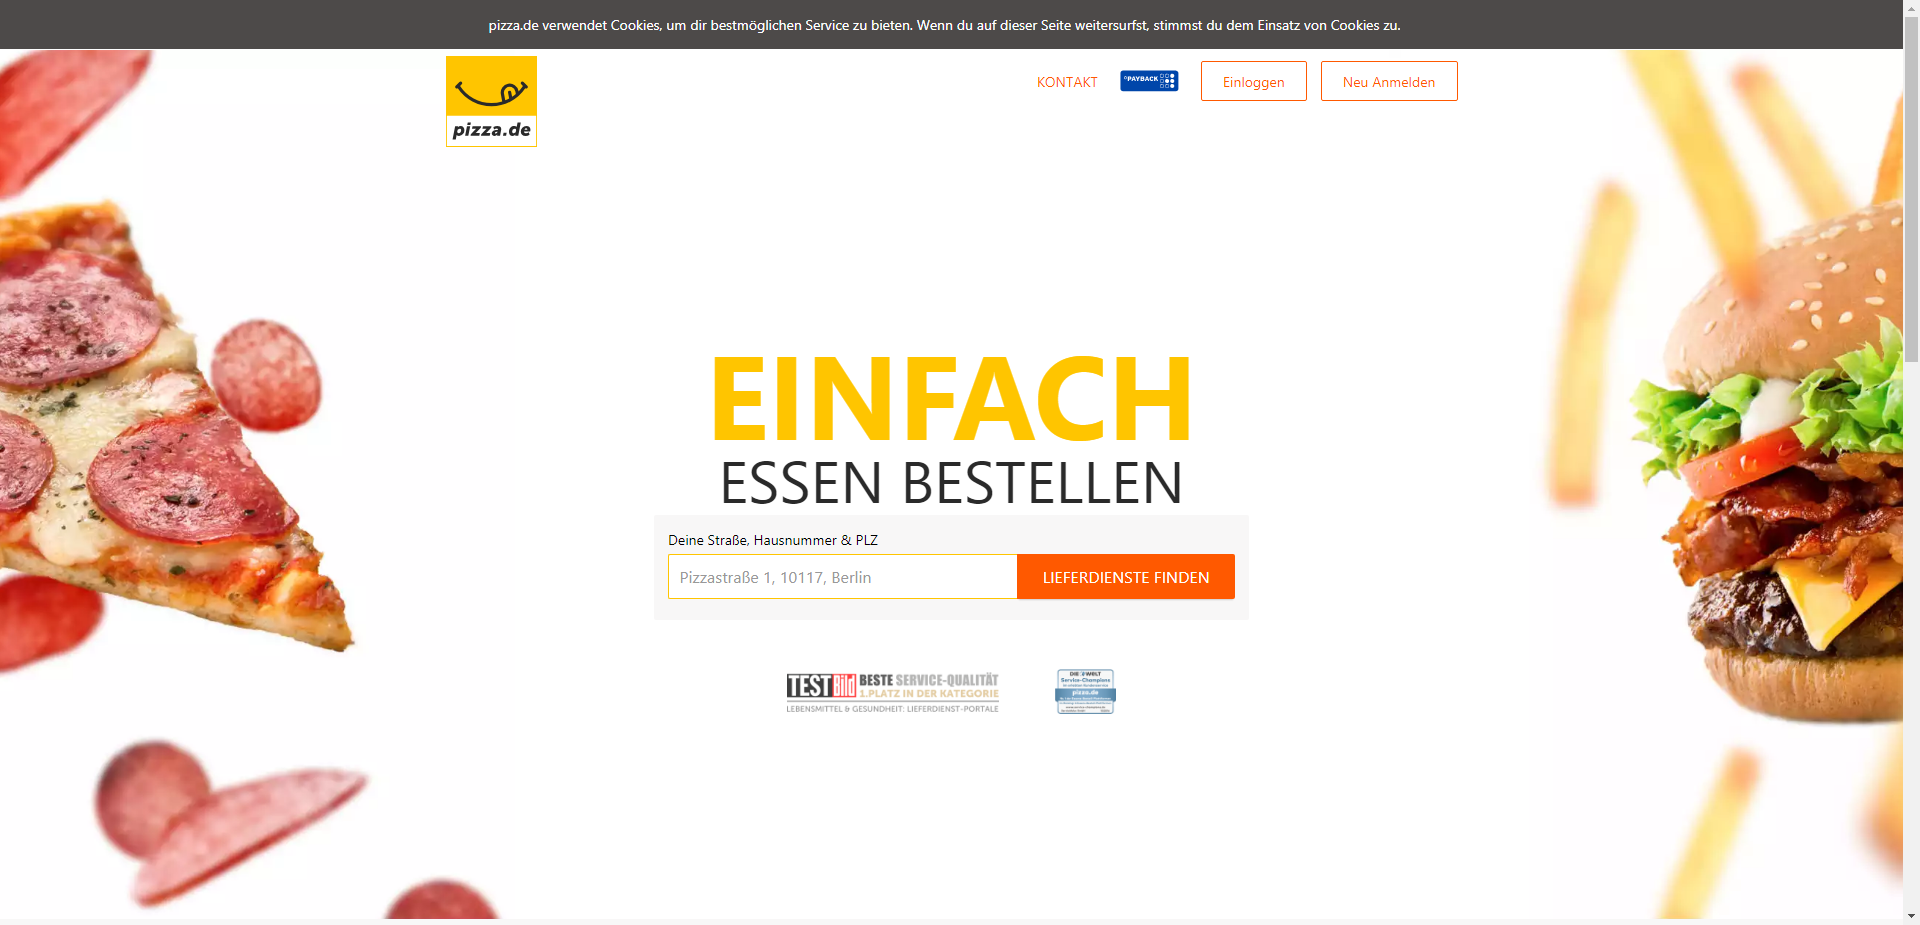 pizza.de verwendet Cookies, um dir bestmöglichen Service zu bieten. Wenn du auf dieser Seite weitersurfst, stimmst du dem Einsatz von Cookies zu.
pizza.de
KONTAKT
°PAYBACK
Einloggen
Neu Anmelden
EINFACH
ESSEN BESTELLEN
Deine Straße, Hausnummer & PLZ
Pizzastraße 1, 10117, Berlin
LIEFERDIENSTE FINDEN
TEST Bild BESTE SERVICE-QUALITÄT
1.PLATZ IN DER KATEGORIE
LEBENSMITTEL & GESUNDHEIT: LIEFERDIENST-PORTALE
DIE WELT
Service-Champions
pizza.de